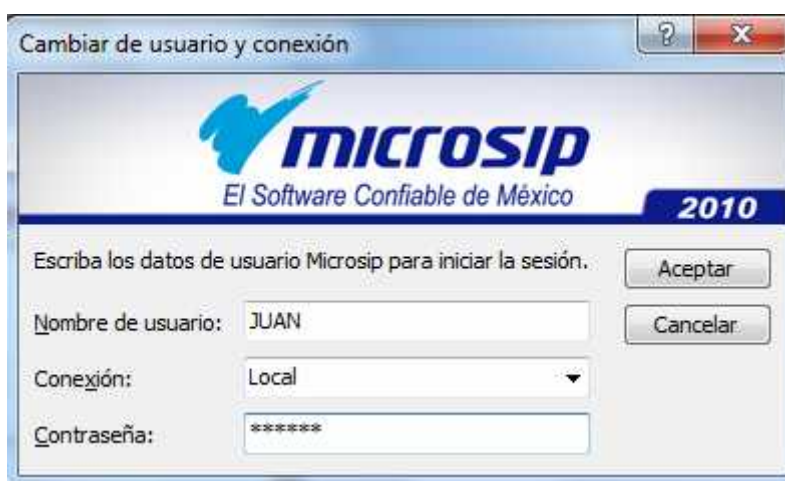 Cambiar de usuario y conexión
microsip
El Software Confiable de México
2010
Escriba los datos de usuario Microsip para iniciar la sesión.
Aceptar
Nombre de usuario: JUAN
Cancelar
Conexión: Local
Contraseña: ******